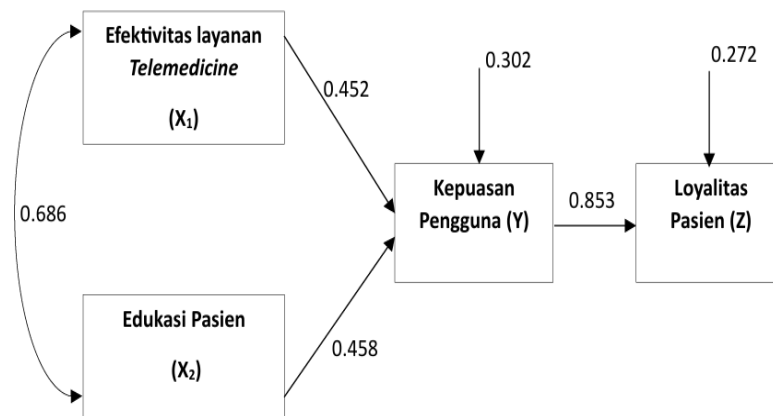 Efektivitas layanan
Telemedicine
(X₁)
0.452
0.302
0.272
0.686
Kepuasan
Pengguna (Y)
0.853
Loyalitas
Pasien (Z)
Edukasi Pasien
(X₂)
0.458